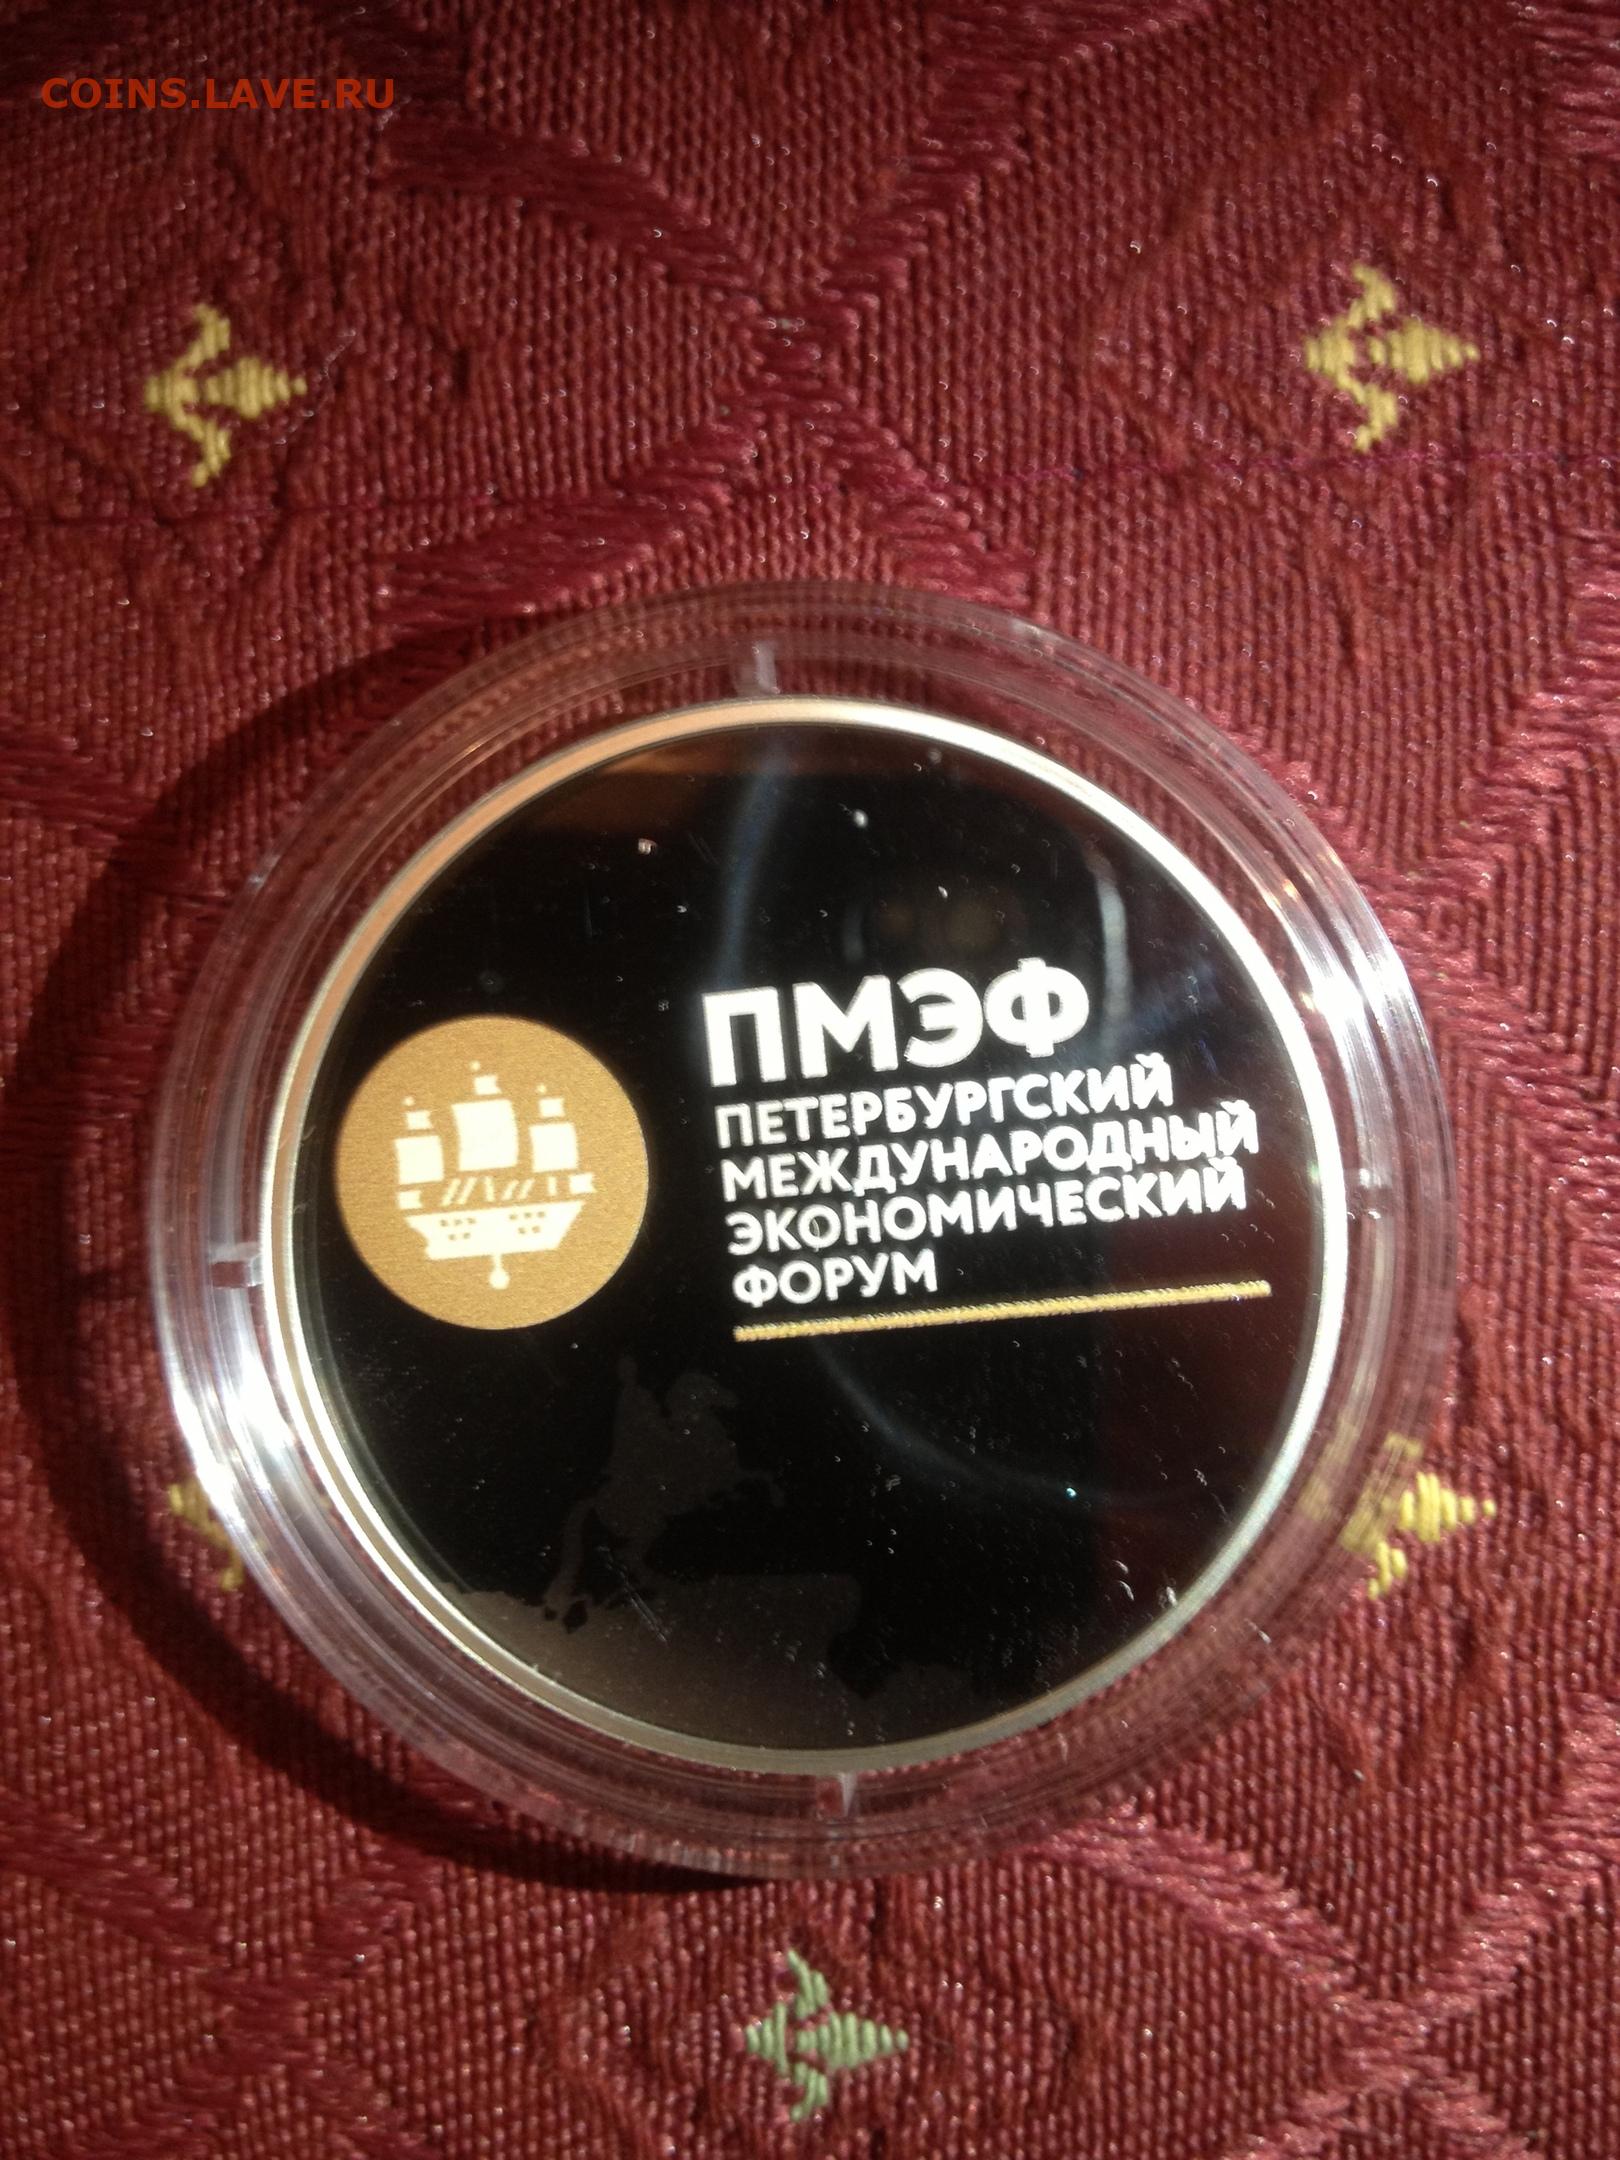 COINS.LAVE.RU
ПМЭФ
ПЕТЕРБУРГСКИЙ
МЕЖДУНАРОДНЫЙ
ЭКОНОМИЧЕСКИЙ
ФОРУМ